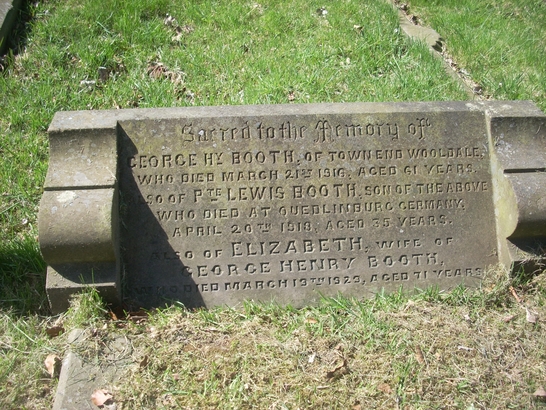 Sacred to the Memory of
GEORGE HY BOOTH, OF TOWNEND WOOLDALE,
WHO DIED MARCH 21ST 1916, AGED 61 YEARS.
ALSO OF PTE LEWIS BOOTH, SON OF THE ABOVE
WHO DIED AT QUEDLINBURG GERMANY,
APRIL 20TH 1918, AGED 35 YEARS.
ALSO OF ELIZABETH, WIFE OF
GEORGE HENRY BOOTH,
WHO DIED MARCH 19TH 1929, AGED 71 YEARS